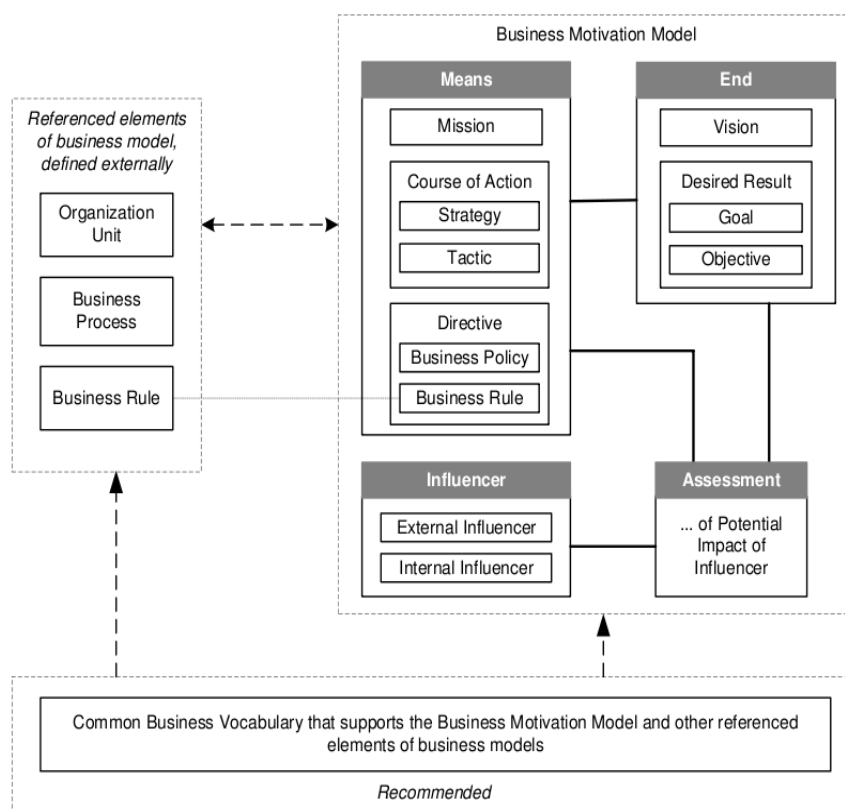 Business Motivation Model
Referenced elements
of business model,
defined externally
Organization
Unit
Business
Process
Business Rule
Means
Mission
Course of Action
Strategy
Tactic
Directive
Business Policy
Business Rule
End
Vision
Desired Result
Goal
Objective
Influencer
External Influencer
Internal Influencer
Assessment
... of Potential
Impact of
Influencer
Common Business Vocabulary that supports the Business Motivation Model and other referenced
elements of business models
Recommended